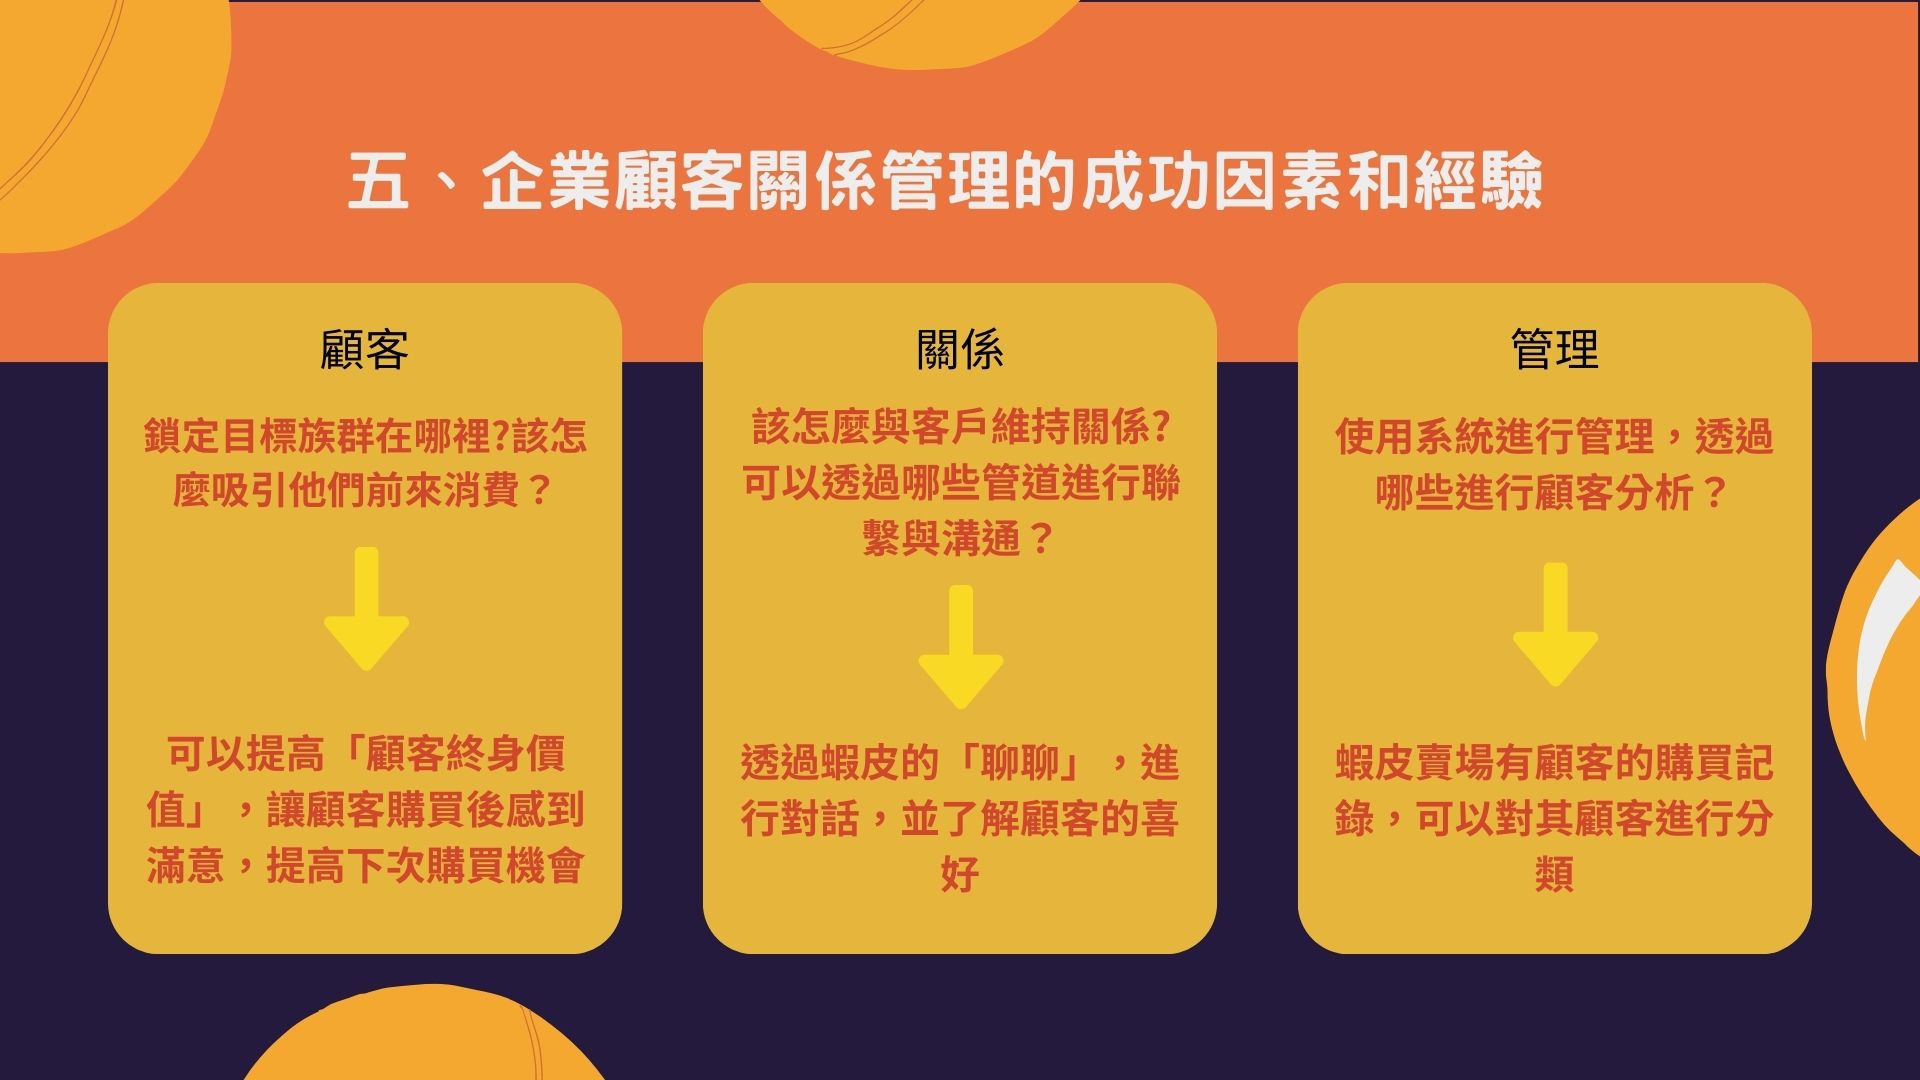 五、企業顧客關係管理的成功因素和經驗
顧客
鎖定目標族群在哪裡?該怎
麼吸引他們前來消費？
可以提高「顧客終身價
值」，讓顧客購買後感到
滿意，提高下次購買機會
關係
該怎麼與客戶維持關係?
可以透過哪些管道進行聯
繫與溝通？
透過蝦皮的「聊聊」，進
行對話，並了解顧客的喜
好
管理
使用系統進行管理，透過
哪些進行顧客分析？
蝦皮賣場有顧客的購買記
錄，可以對其顧客進行分
類